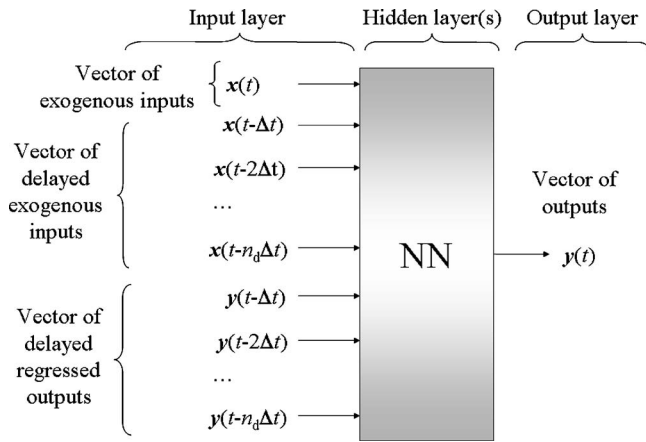 Input layer
Hidden layer(s)
Output layer
Vector of
exogenous inputs
x(t)
Vector of
delayed
exogenous
inputs
x(t-Δt)
x(t-2Δt)
...
x(t-n_dΔt)
Vector of
delayed
regressed
outputs
y(t-Δt)
y(t-2Δt)
...
y(t-n_dΔt)
NN
Vector of
outputs
y(t)